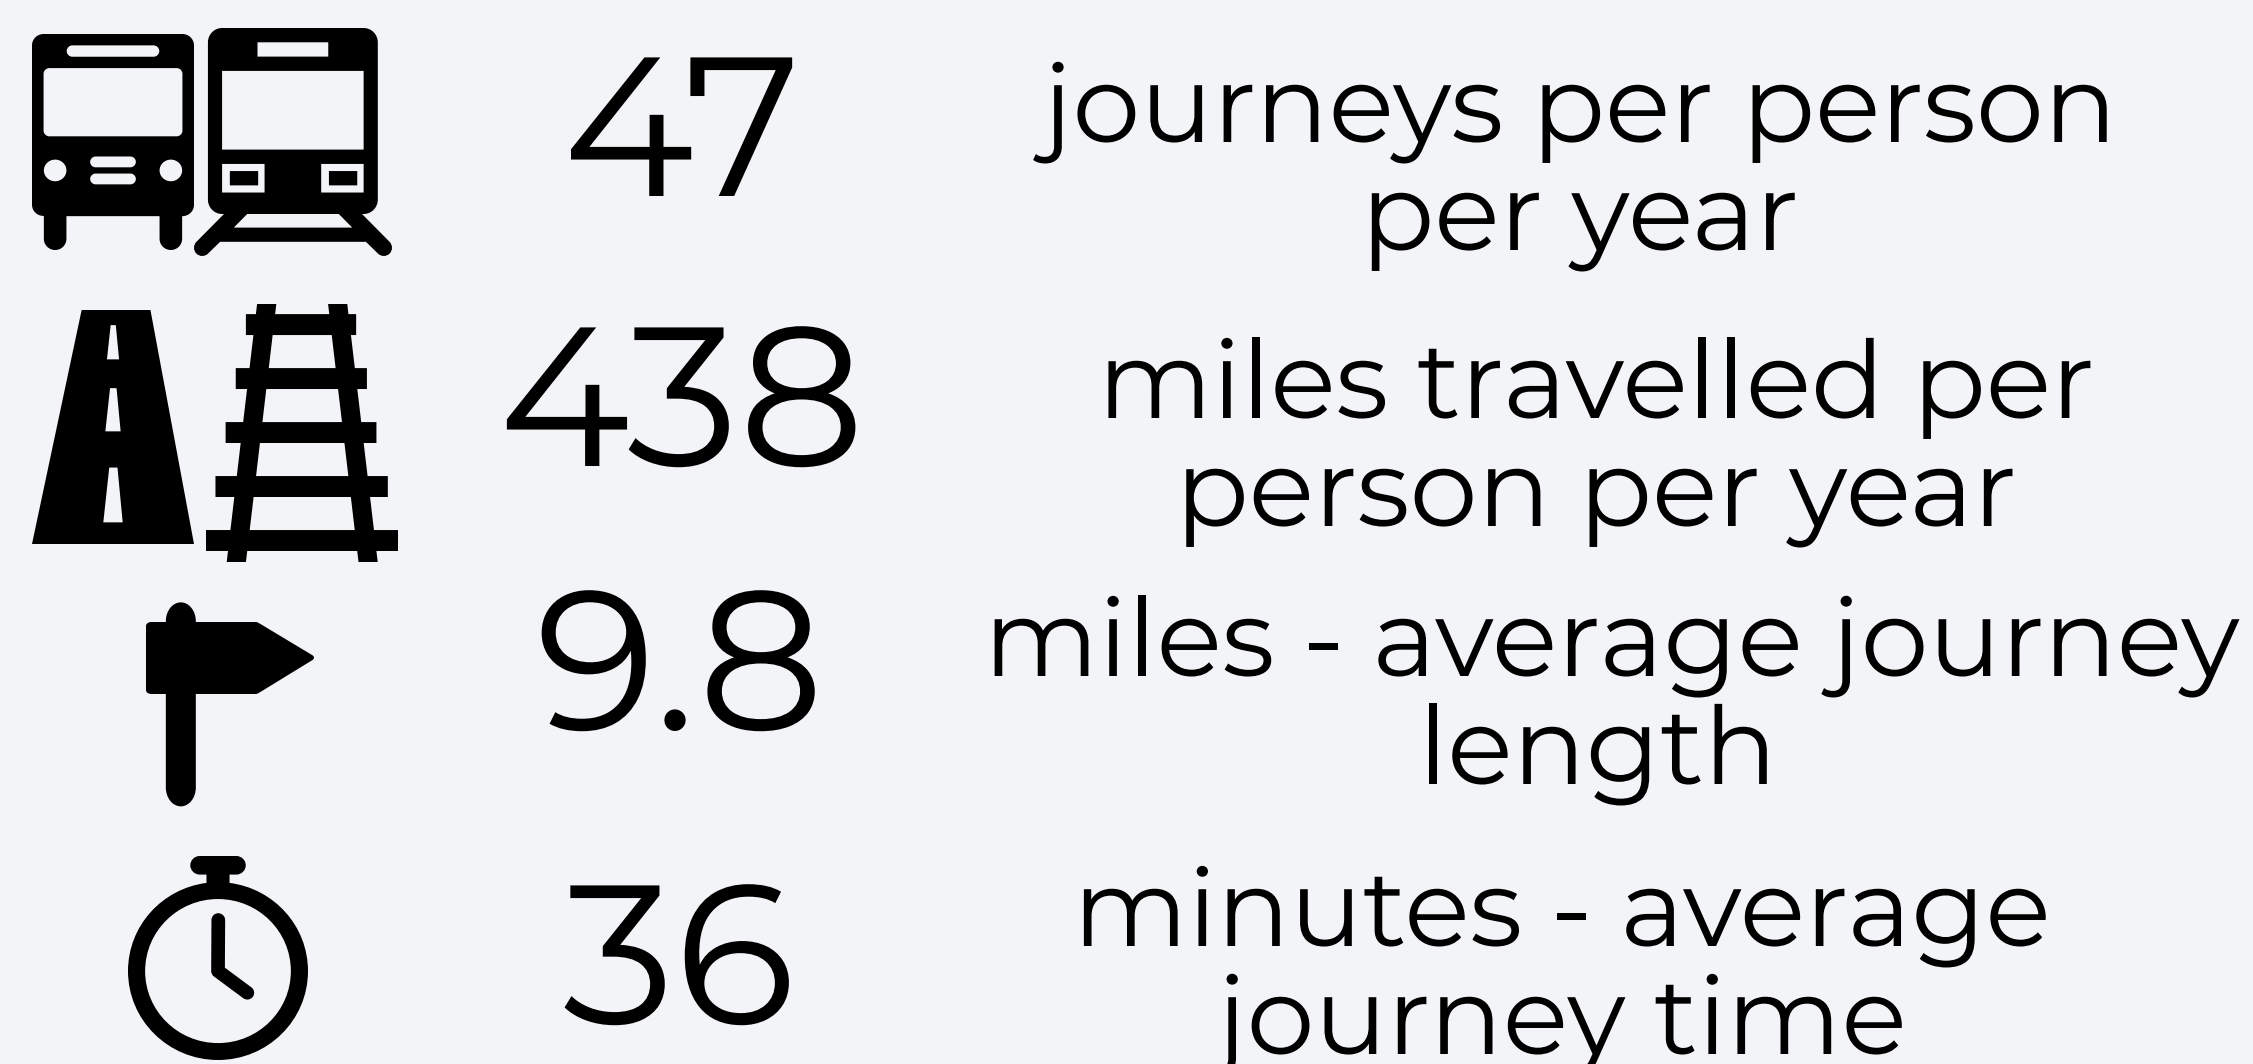 47
journeys per person
per year
438
miles travelled per
person per year
9.8
miles - average journey
length
36
minutes - average
journey time